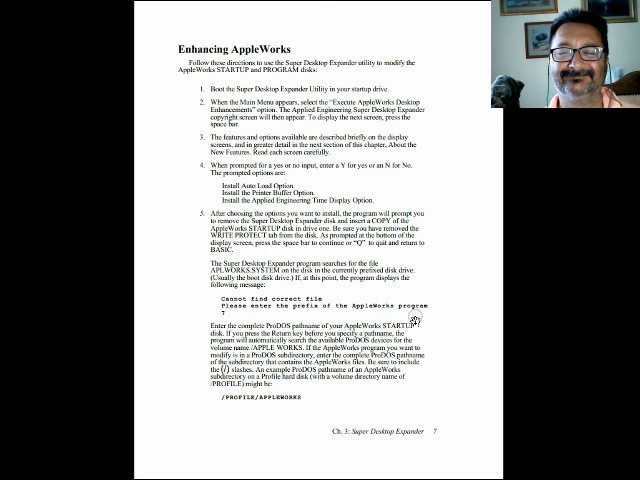 Enhancing AppleWorks
Follow these directions to use the Super Desktop Expander utility to modify the
AppleWorks STARTUP and PROGRAM disks:
1. Boot the Super Desktop Expander Utility in your startup drive.
2. When the Main Menu appears, select the "Execute AppleWorks Desktop
Enhancements" option. The Applied Engineering Super Desktop Expander
copyright screen will then appear. To display the next screen, press the
space bar.
3. The features and options available are described briefly on the display
screens, and in greater detail in the next section of this chapter, About the
New Features. Read each screen carefully.
4. When prompted for a yes or no input, enter a Y for yes or an N for No.
The prompted options are:
Install Auto Load Option.
Install the Printer Buffer Option.
Install the Applied Engineering Time Display Option.
5. After choosing the options you want to install, the program will prompt you
to remove the Super Desktop Expander disk and insert a COPY of the
AppleWorks STARTUP disk in drive one. Be sure you have removed the
WRITE PROTECT tab from the disk. As prompted at the bottom of the
display screen, press the space bar to continue or "Q" to quit and return to
BASIC.
The Super Desktop Expander program searches for the file
APLWORKS.SYSTEM on the disk in the currently prefixed disk drive.
(Usually the boot disk drive.) If, at this point, the program displays the
following message:
Cannot find correct file
Please enter the prefix of the AppleWorks program
?
Enter the complete ProDOS pathname of your AppleWorks STARTUP
disk. If you press the Return key before you specify a pathname, the
program will automatically search the available ProDOS devices for the
volume name /APPLE WORKS. If the AppleWorks program you want to
modify is in a ProDOS subdirectory, enter the complete ProDOS pathname
of the subdirectory that contains the AppleWorks files. Be sure to include
the (/) slashes. An example ProDOS pathname of an AppleWorks
subdirectory on a Profile hard disk (with a volume directory name of
/PROFILE) might be:
/PROFILE/APPLEWORKS
Ch. 3: Super Desktop Expander 7